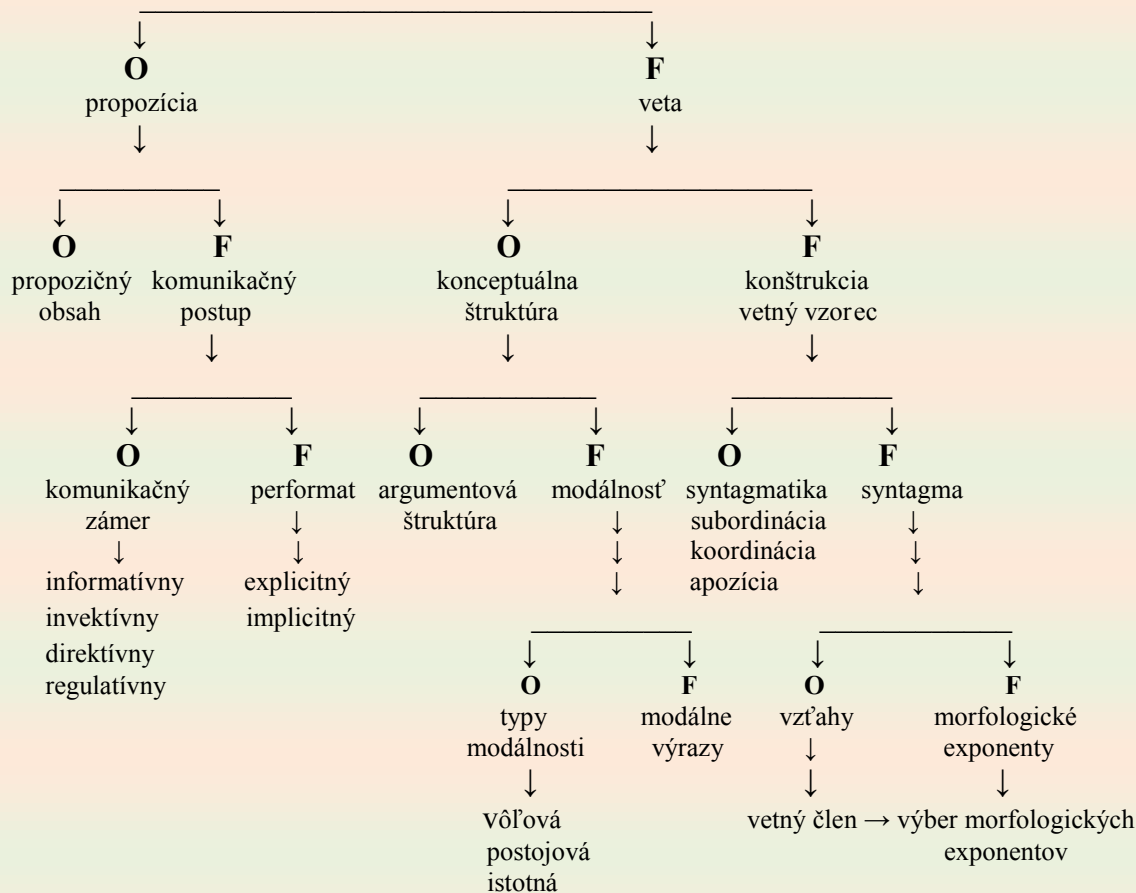 O F
propozícia veta
O F O F
propozičný komunikačný konceptuálna konštrukcia
obsah postup štruktúra vetný vzorec
O F O F O F
komunikačný performat argumentová modálnosť syntagmatika syntagma
zámer štruktúra subordinácia
koordinácia
informatívny explicitný apozícia
invektívny implicitný
direktívny
regulatívny O F O F
typy modálne vzťahy morfologické
modálnosti výrazy exponenty
vôľová vetný člen → výber morfologických
postojová exponentov
istotná